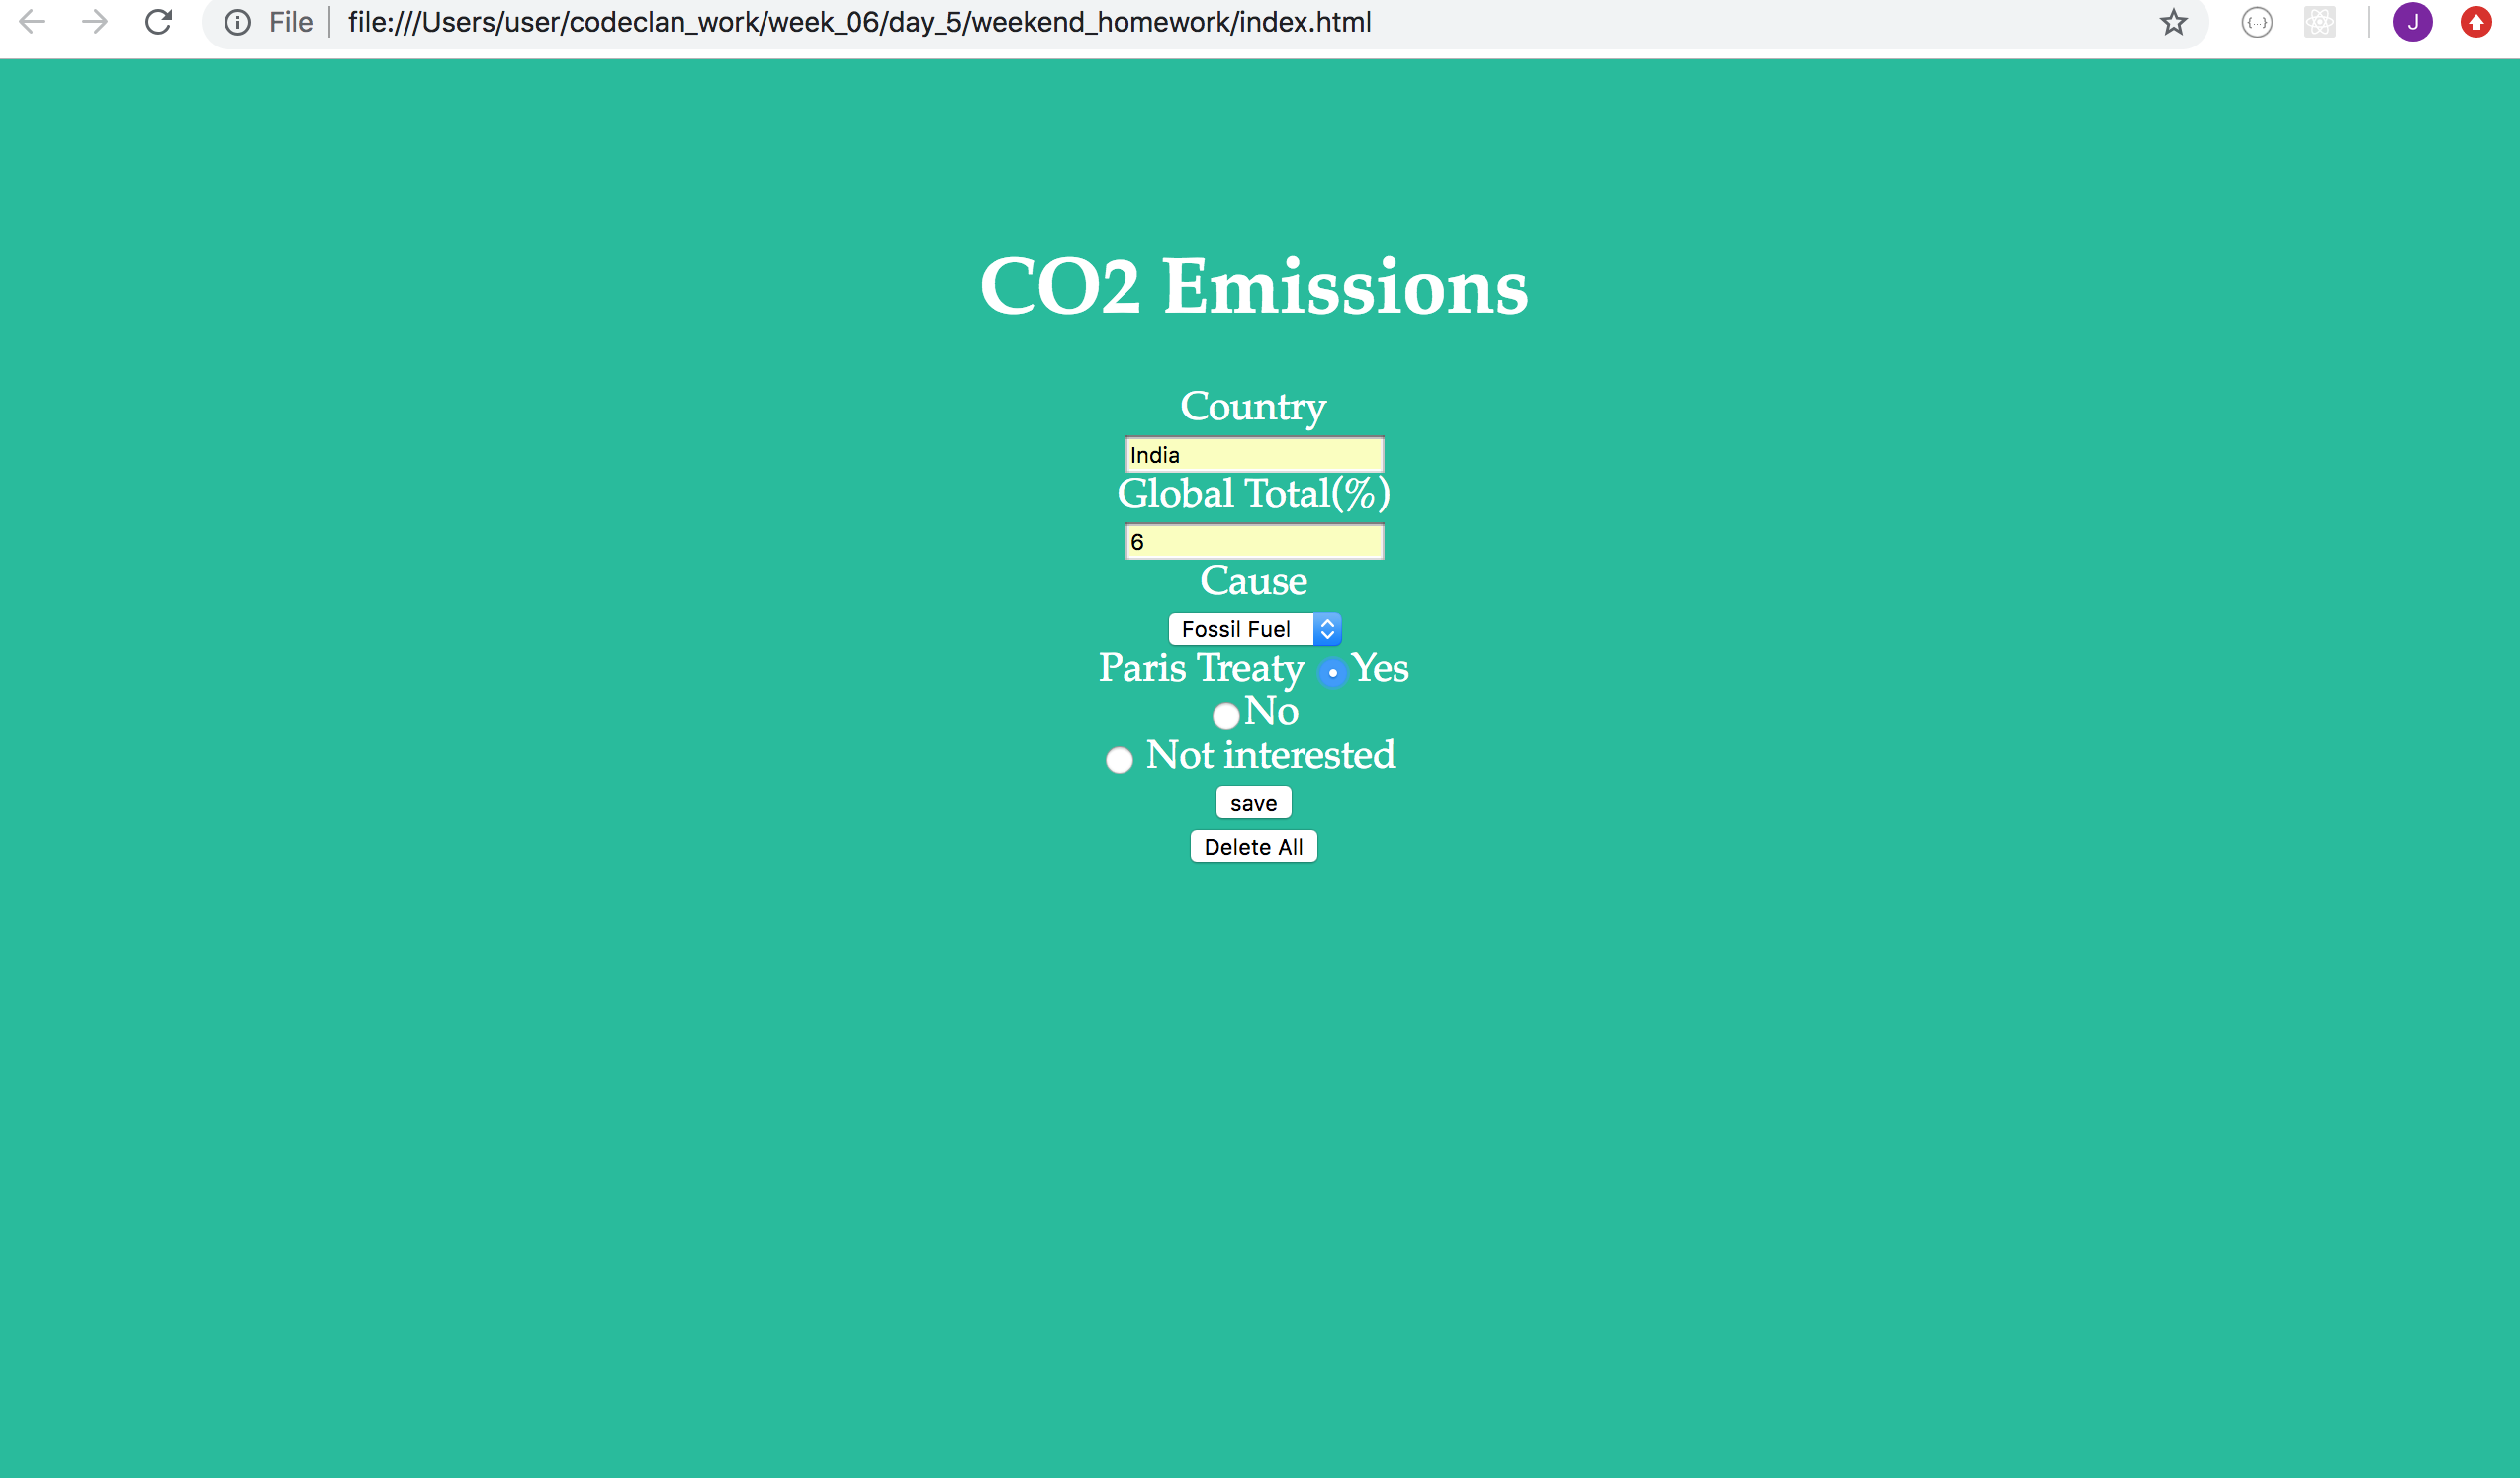 File file:///Users/user/codeclan_work/week_06/day_5/weekend_homework/index.html {...} J
CO2 Emissions
Country
India
Global Total(%)
6
Cause
Fossil Fuel
Paris Treaty Yes
No
Not interested
save
Delete All